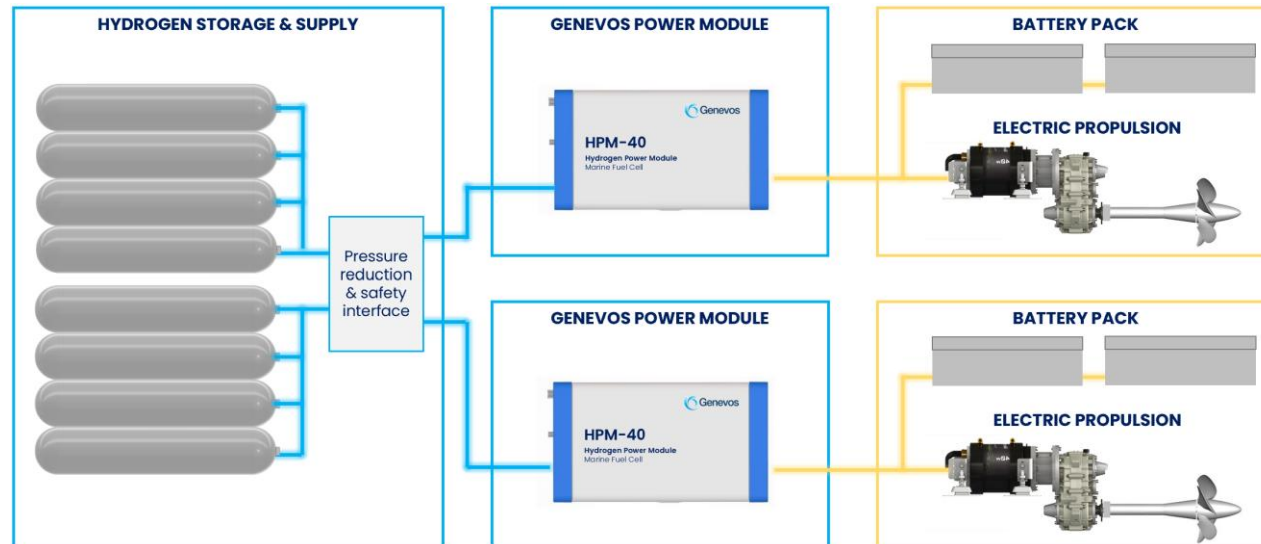 HYDROGEN STORAGE & SUPPLY
Pressure
reduction
& safety
interface
GENEVOS POWER MODULE
Genevos
HPM-40
Hydrogen Power Module
Marine Fuel Cell
BATTERY PACK
ELECTRIC PROPULSION
GENEVOS POWER MODULE
Genevos
HPM-40
Hydrogen Power Module
Marine Fuel Cell
BATTERY PACK
ELECTRIC PROPULSION